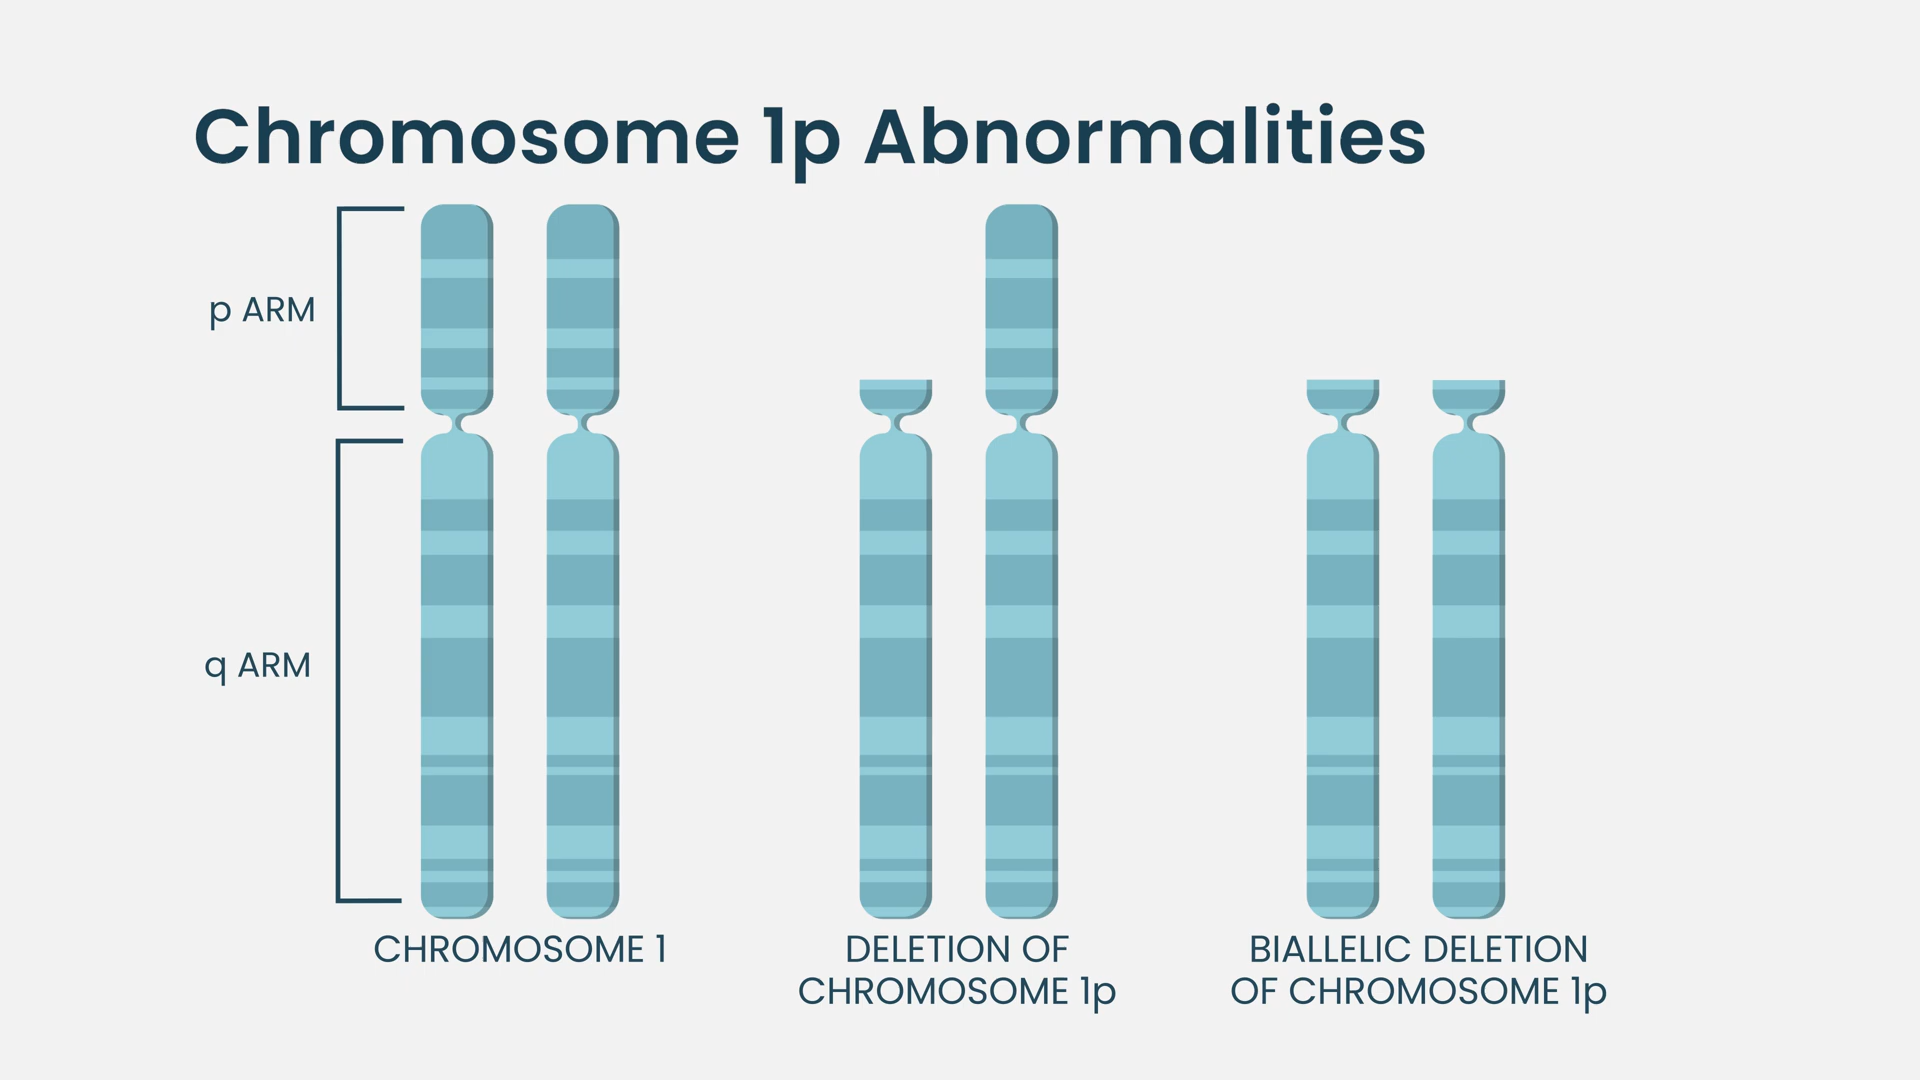 Chromosome 1p Abnormalities
p ARM
q ARM
CHROMOSOME 1
DELETION OF
CHROMOSOME 1p
BIALLELIC DELETION
OF CHROMOSOME 1p